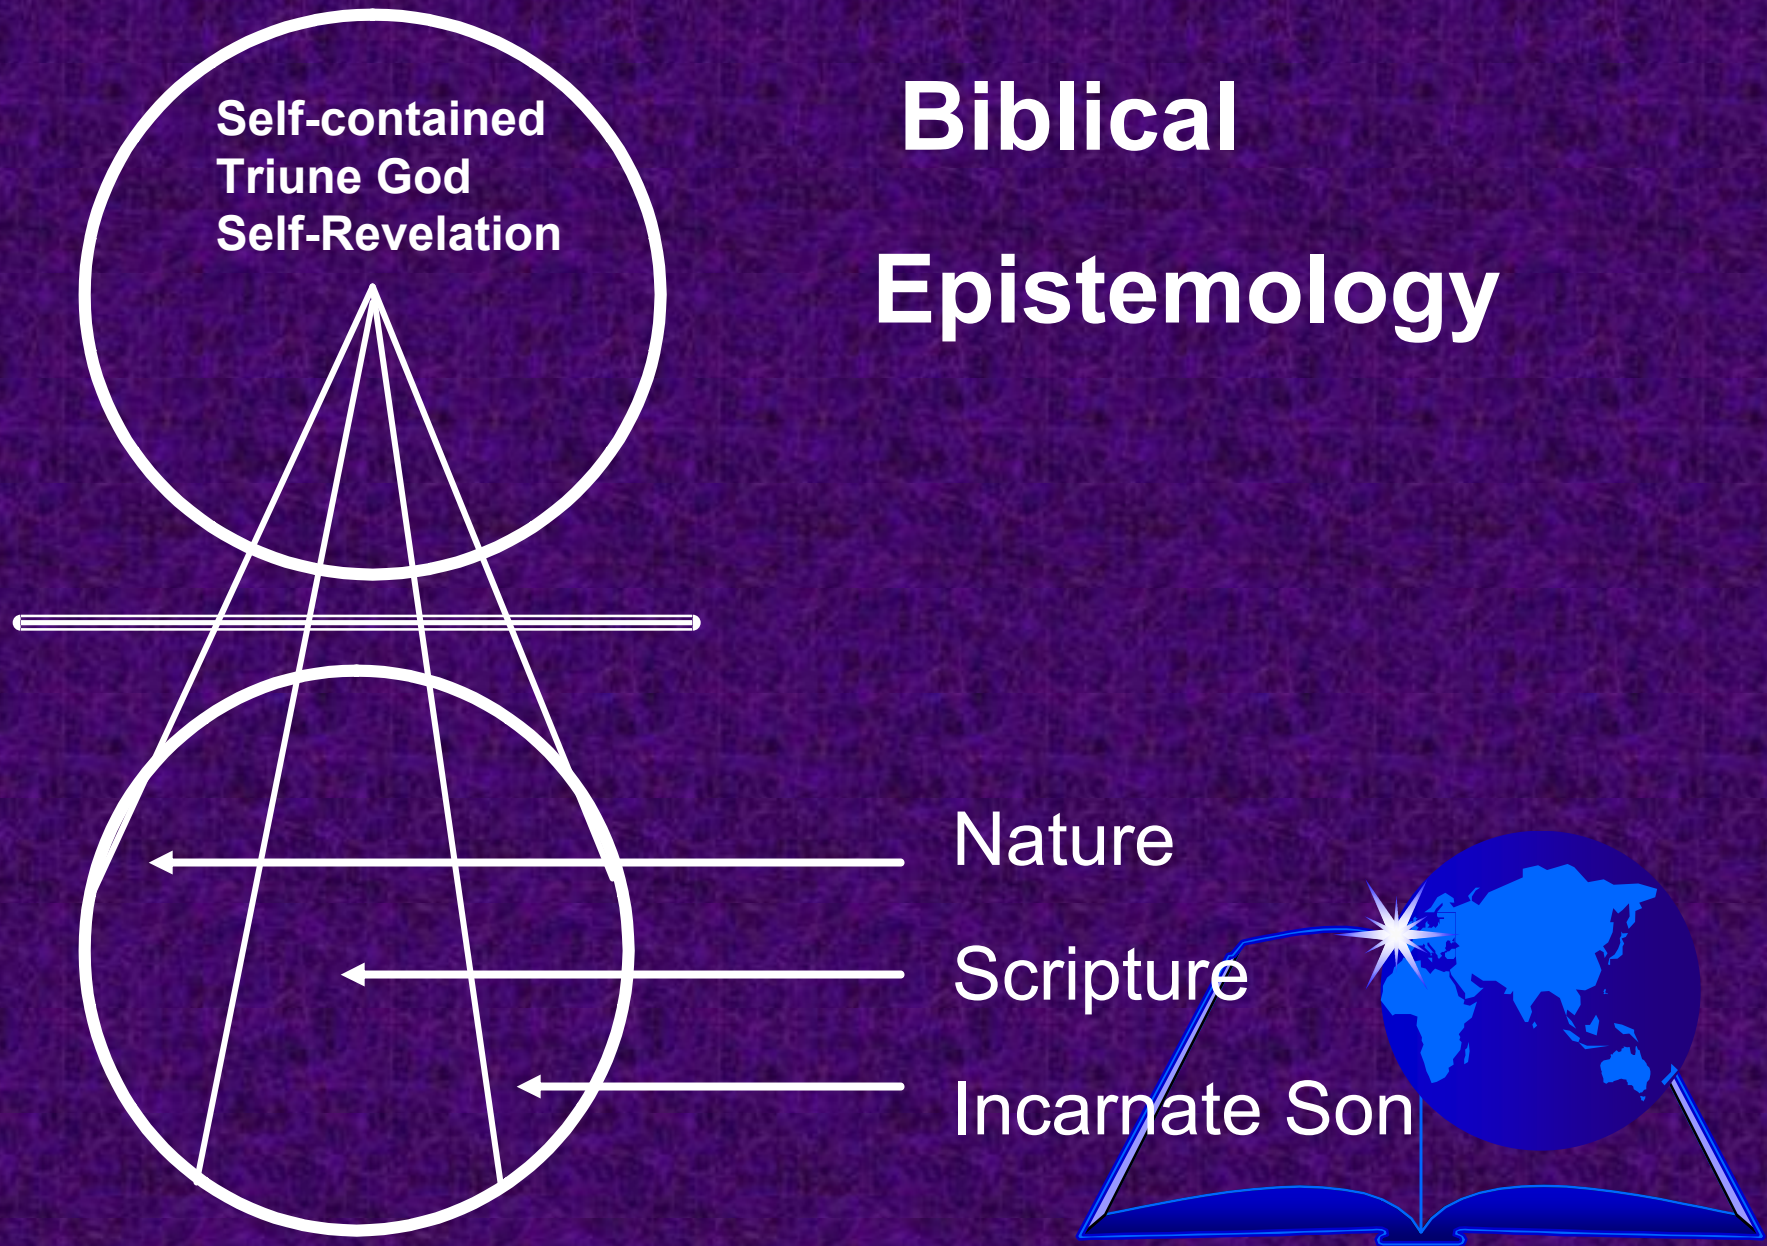 Self-contained
Triune God
Self-Revelation
Biblical
Epistemology
Nature
Scripture
Incarnate Son